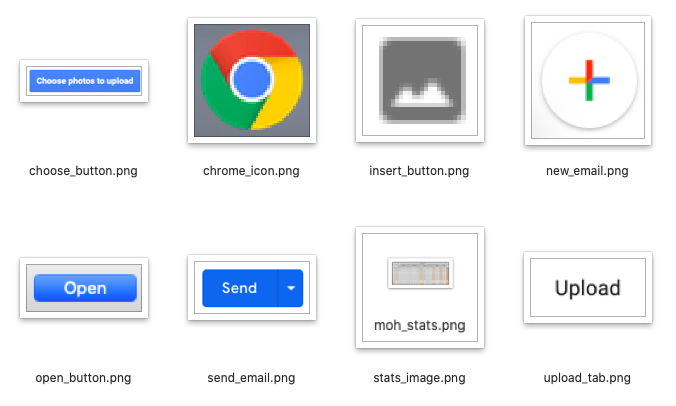 Choose photos to upload
choose_button.png
chrome_icon.png
insert_button.png
new_email.png
Open
Send
moh_stats.png
Upload
open_button.png
send_email.png
stats_image.png
upload_tab.png